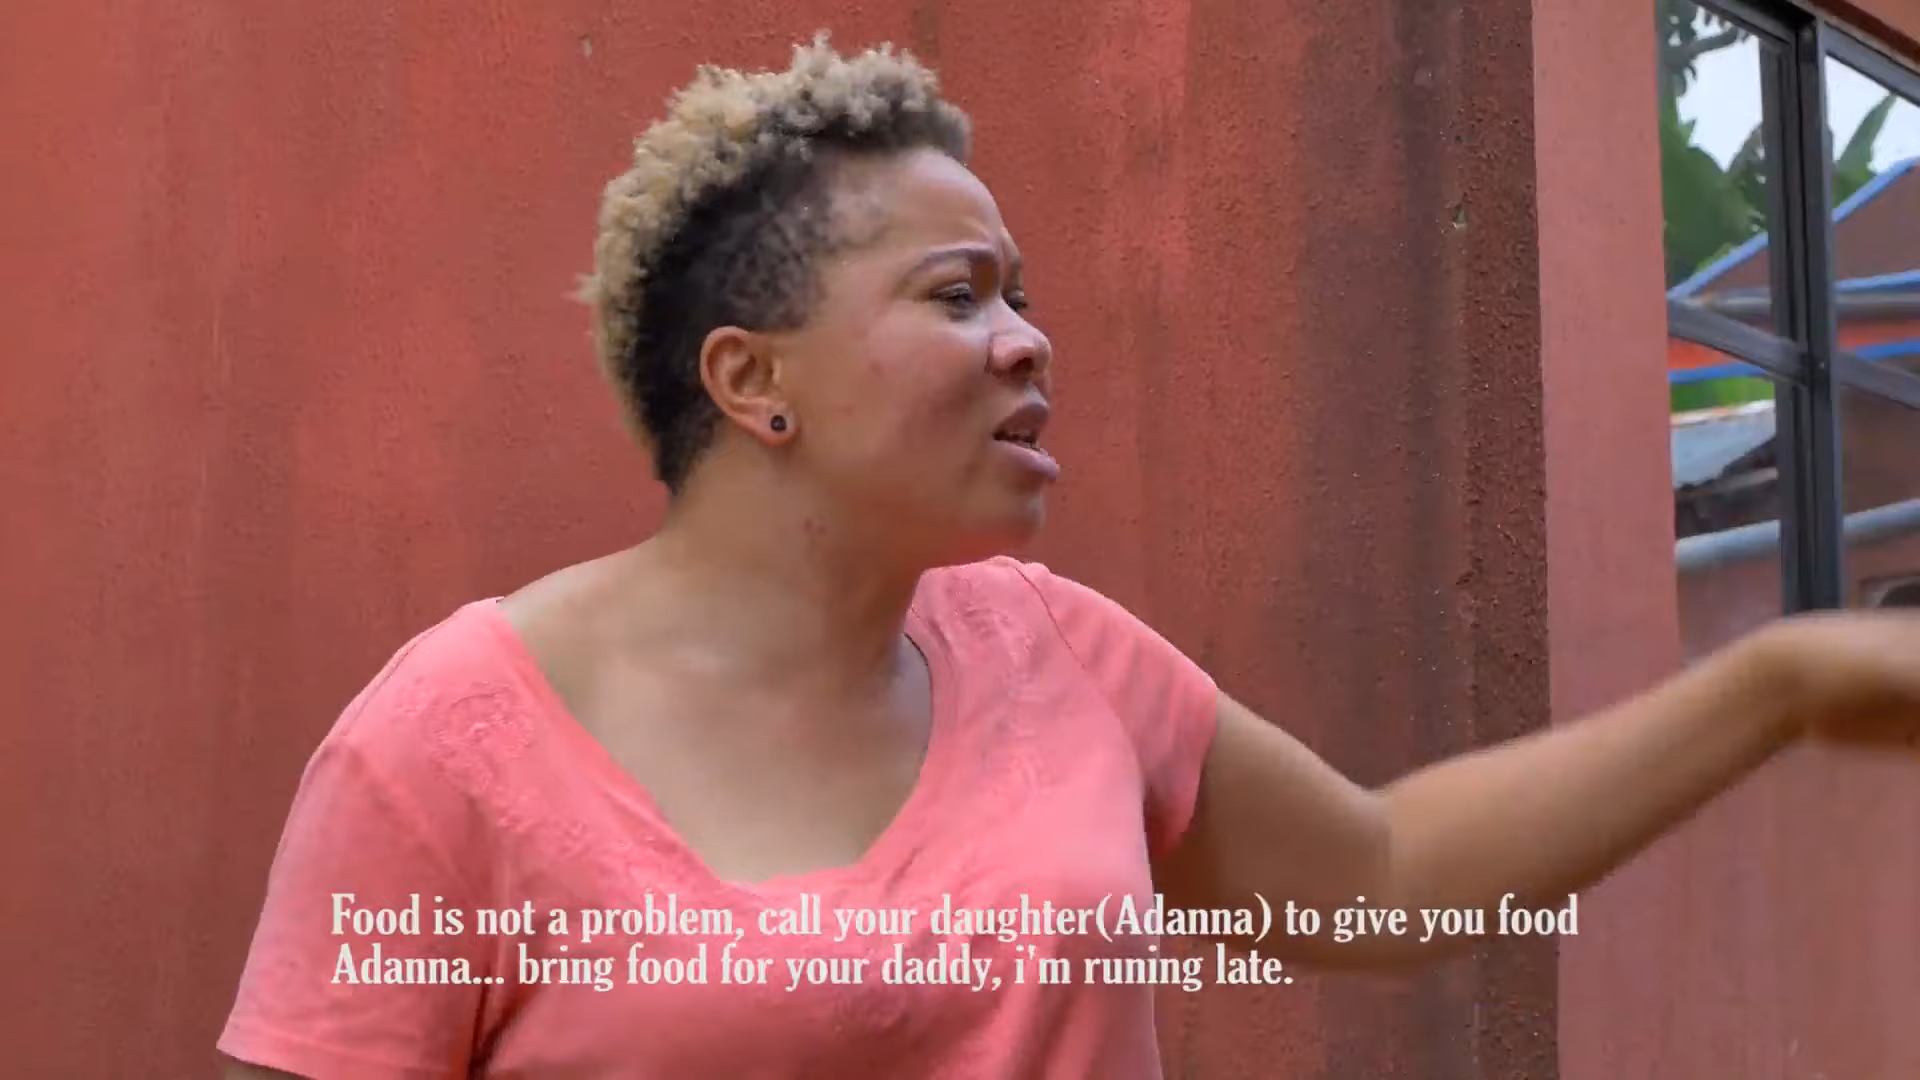 Food is not a problem, call your daughter(Adanna) to give you food
Adanna... bring food for your daddy, i'm runing late.